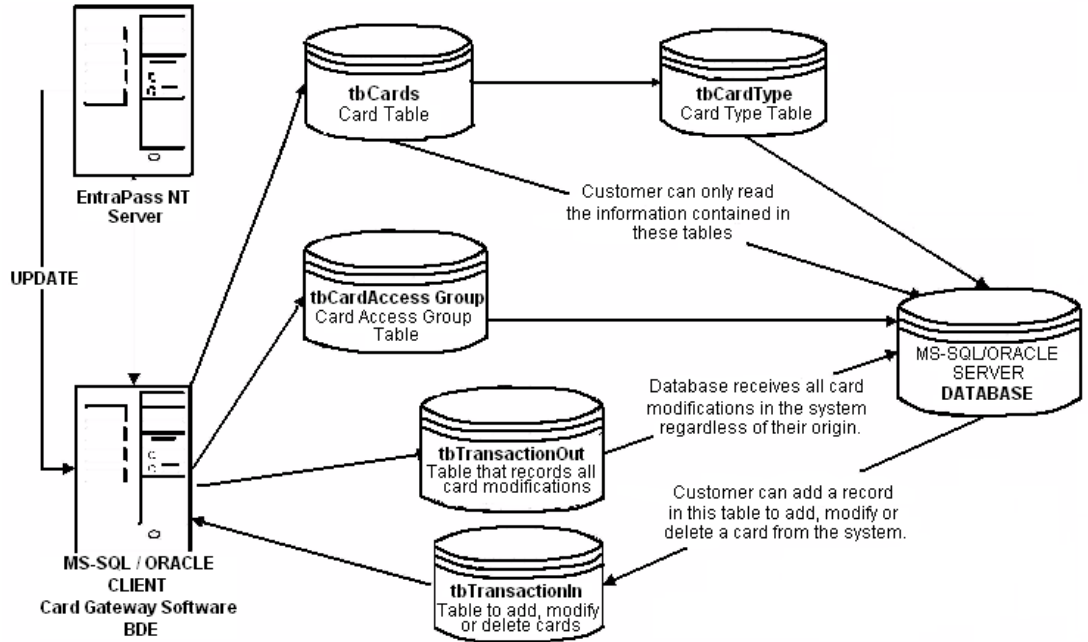 tbCards
Card Table
tbCardType
Card Type Table
EntraPass NT
Server
Customer can only read
the information contained in
these tables
UPDATE
tbCardAccess Group
Card Access Group
Table
MS-SQL/ORACLE
SERVER
DATABASE
Database receives all card
modifications in the system
regardless of their origin.
tbTransactionOut
Table that records all
card modifications
Customer can add a record
in this table to add, modify or
delete a card from the system.
MS-SQL / ORACLE
CLIENT
Card Gateway Software
BDE
tbTransactionIn
Table to add, modify
or delete cards